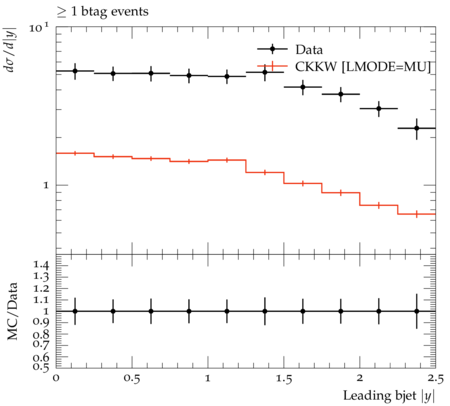 ≥ 1 btag events
10^1
dσ/d|y|
Data
CKKW [LMODE=MU]
1
MC/Data
1.4
1.3
1.2
1.1
1
0.9
0.8
0.7
0.6
0.5
0 0.5 1 1.5 2 2.5
Leading bjet |y|